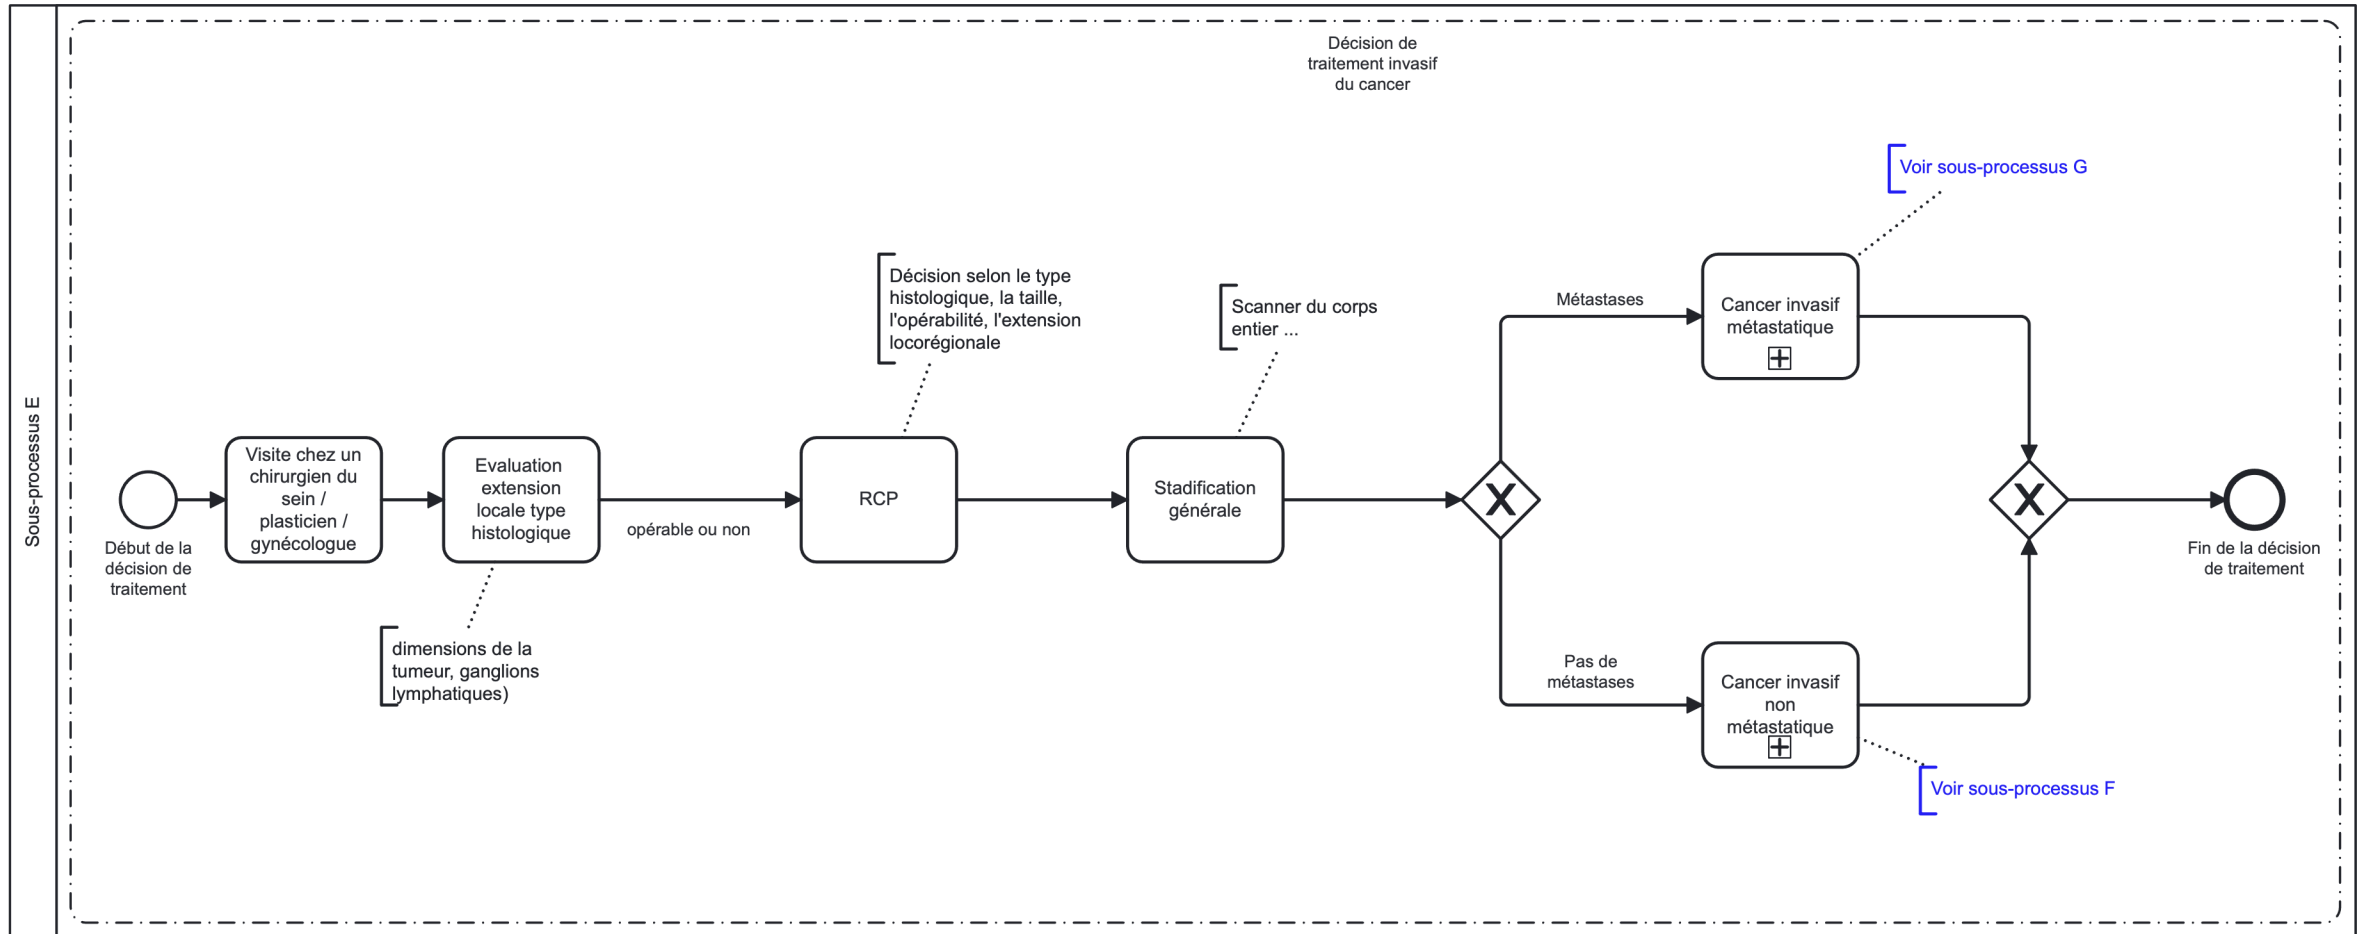 Décision de
traitement invasif
du cancer
Sous-processus E
Début de la
décision de
traitement
Visite chez un
chirurgien du
sein /
plasticien /
gynécologue
Evaluation
extension
locale type
histologique
dimensions de la
tumeur, ganglions
lymphatiques)
opérable ou non
Décision selon le type
histologique, la taille,
l'opérabilité, l'extension
locorégionale
RCP
Scanner du corps
entier ...
Stadification
générale
Métastases
Cancer invasif
métastatique
Voir sous-processus G
Pas de
métastases
Cancer invasif
non
métastatique
Voir sous-processus F
Fin de la décision
de traitement